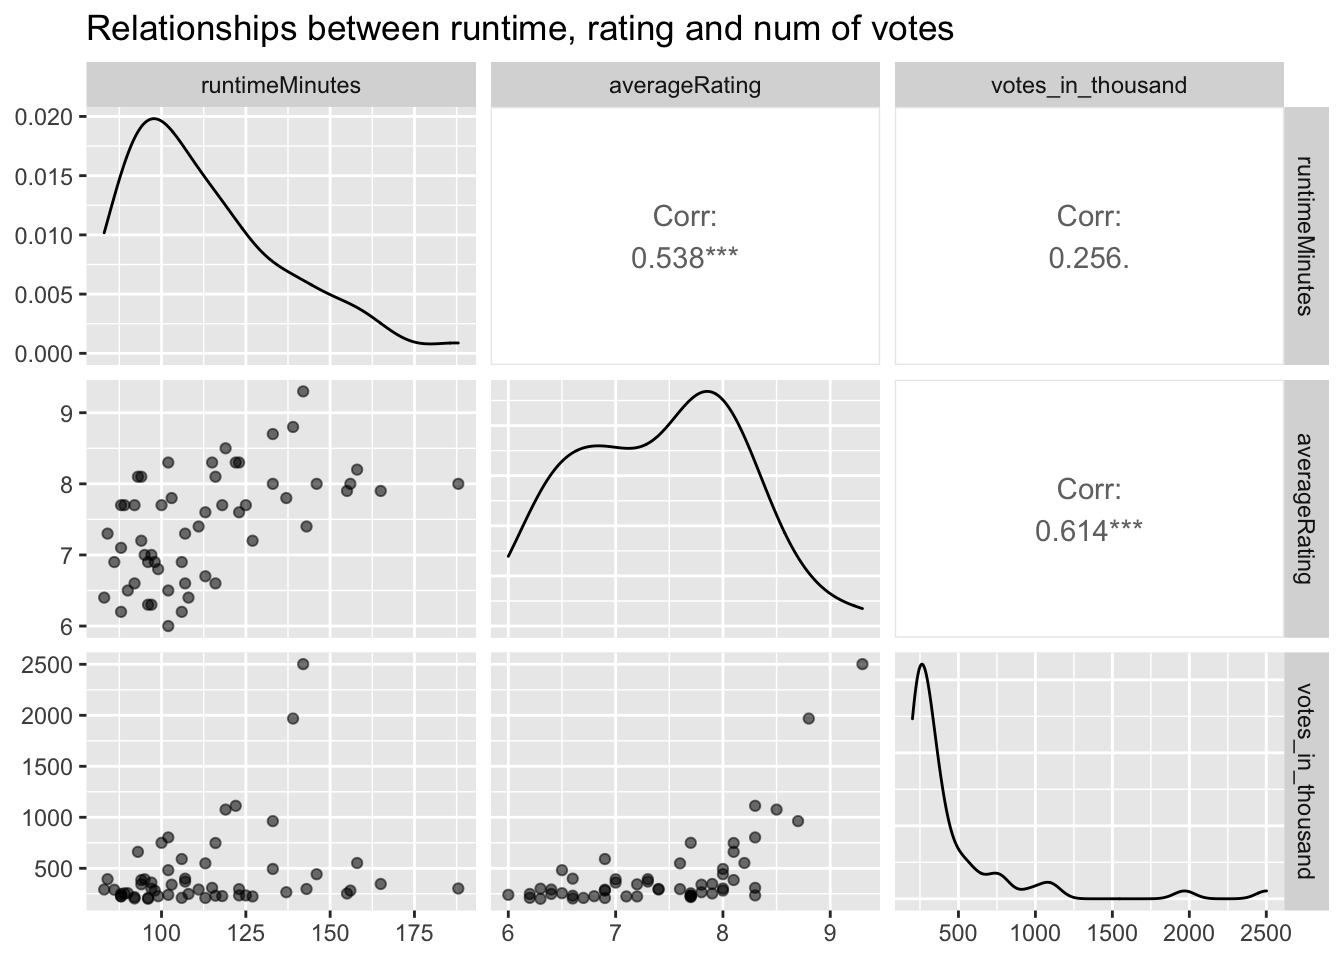 Relationships between runtime, rating and num of votes
runtimeMinutes
averageRating
votes_in_thousand
0.020
0.015
0.010
0.005
0.000
Corr:
0.538***
Corr:
0.256.
runtimeMinutes
9
8
7
6
Corr:
0.614***
averageRating
2500
2000
1500
1000
500
votes_in_thousand
100 125 150 175
6 7 8 9
500 1000 1500 2000 2500